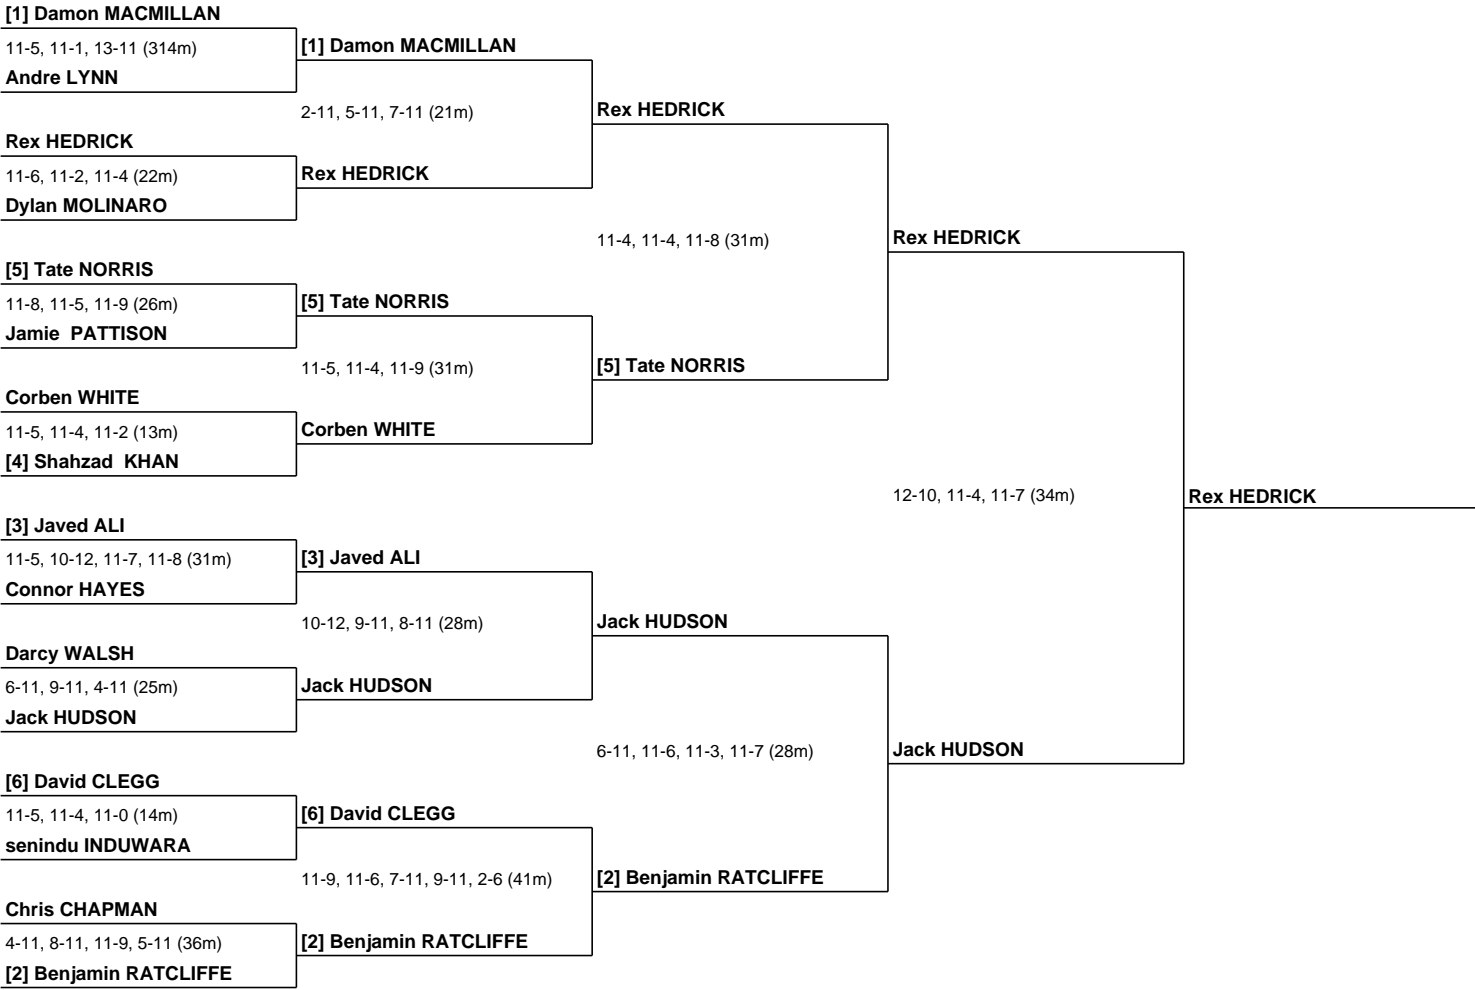 [1] Damon MACMILLAN
11-5, 11-1, 13-11 (314m)
Andre LYNN
Rex HEDRICK
11-6, 11-2, 11-4 (22m)
Dylan MOLINARO
[5] Tate NORRIS
11-8, 11-5, 11-9 (26m)
Jamie  PATTISON
Corben WHITE
11-5, 11-4, 11-2 (13m)
[4] Shahzad  KHAN
[3] Javed ALI
11-5, 10-12, 11-7, 11-8 (31m)
Connor HAYES
Darcy WALSH
6-11, 9-11, 4-11 (25m)
Jack HUDSON
[6] David CLEGG
11-5, 11-4, 11-0 (14m)
senindu INDUWARA
Chris CHAPMAN
4-11, 8-11, 11-9, 5-11 (36m)
[2] Benjamin RATCLIFFE
[1] Damon MACMILLAN
2-11, 5-11, 7-11 (21m)
Rex HEDRICK
[5] Tate NORRIS
11-5, 11-4, 11-9 (31m)
Corben WHITE
[3] Javed ALI
10-12, 9-11, 8-11 (28m)
Jack HUDSON
[6] David CLEGG
11-9, 11-6, 7-11, 9-11, 2-6 (41m)
[2] Benjamin RATCLIFFE
Rex HEDRICK
11-4, 11-4, 11-8 (31m)
[5] Tate NORRIS
Jack HUDSON
6-11, 11-6, 11-3, 11-7 (28m)
[2] Benjamin RATCLIFFE
Rex HEDRICK
12-10, 11-4, 11-7 (34m)
Jack HUDSON
Rex HEDRICK